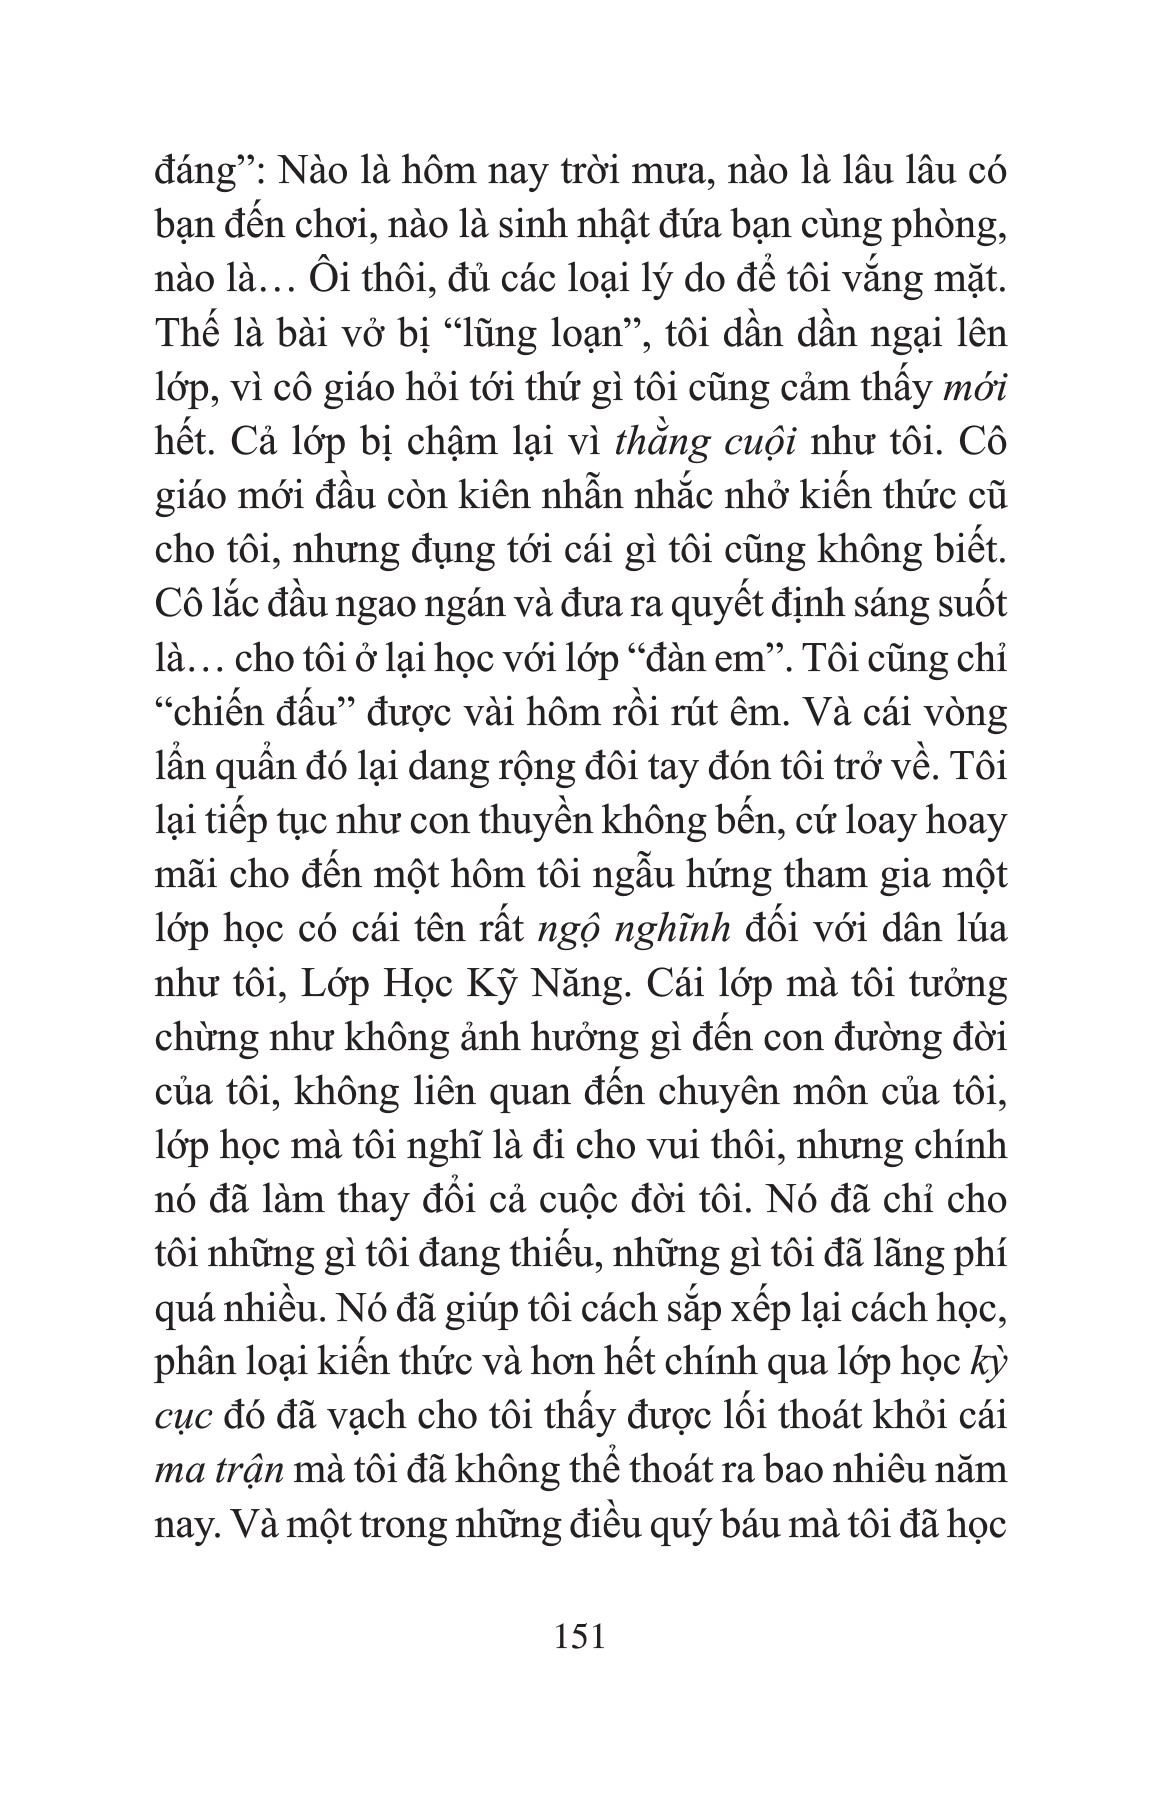 đáng”: Nào là hôm nay trời mưa, nào là lâu lâu có
bạn đến chơi, nào là sinh nhật đứa bạn cùng phòng,
nào là… Ôi thôi, đủ các loại lý do để tôi vắng mặt.
Thế là bài vở bị “lũng loạn”, tôi dần dần ngại lên
lớp, vì cô giáo hỏi tới thứ gì tôi cũng cảm thấy mới
hết. Cả lớp bị chậm lại vì thằng cuội như tôi. Cô
giáo mới đầu còn kiên nhẫn nhắc nhở kiến thức cũ
cho tôi, nhưng đụng tới cái gì tôi cũng không biết.
Cô lắc đầu ngao ngán và đưa ra quyết định sáng suốt
là… cho tôi ở lại học với lớp “đàn em”. Tôi cũng chỉ
“chiến đấu” được vài hôm rồi rút êm. Và cái vòng
lẩn quẩn đó lại dang rộng đôi tay đón tôi trở về. Tôi
lại tiếp tục như con thuyền không bến, cứ loay hoay
mãi cho đến một hôm tôi ngẫu hứng tham gia một
lớp học có cái tên rất ngộ nghĩnh đối với dân lúa
như tôi, Lớp Học Kỹ Năng. Cái lớp mà tôi tưởng
chừng như không ảnh hưởng gì đến con đường đời
của tôi, không liên quan đến chuyên môn của tôi,
lớp học mà tôi nghĩ là đi cho vui thôi, nhưng chính
nó đã làm thay đổi cả cuộc đời tôi. Nó đã chỉ cho
tôi những gì tôi đang thiếu, những gì tôi đã lãng phí
quá nhiều. Nó đã giúp tôi cách sắp xếp lại cách học,
phân loại kiến thức và hơn hết chính qua lớp học kỳ
cục đó đã vạch cho tôi thấy được lối thoát khỏi cái
ma trận mà tôi đã không thể thoát ra bao nhiêu năm
nay. Và một trong những điều quý báu mà tôi đã học
151